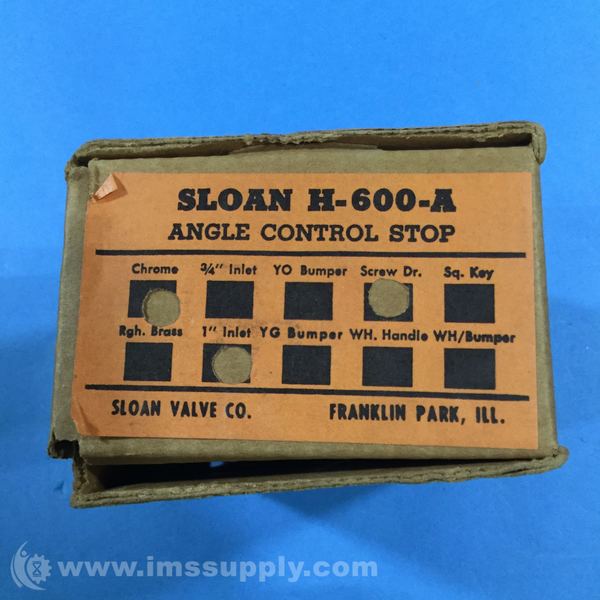 SLOAN H-600-A
ANGLE CONTROL STOP
Chrome 3/4" Inlet YO Bumper Screw Dr. Sq. Key
Rgh. Brass 1" Inlet YG Bumper WH. Handle WH/Bumper
SLOAN VALVE CO. FRANKLIN PARK, ILL.
www.imssupply.com